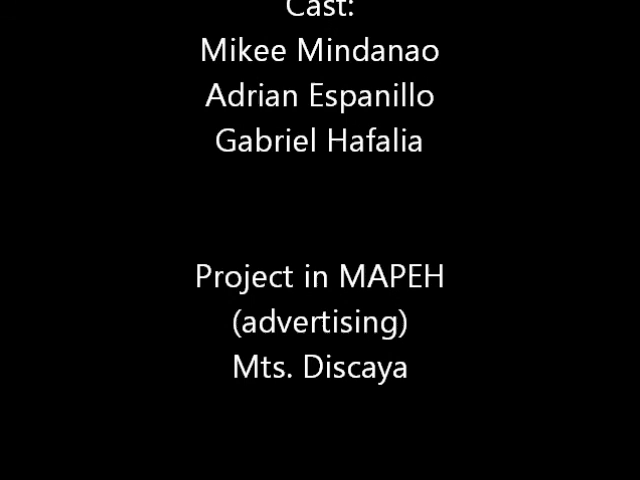 Cast:
Mikee Mindanao
Adrian Espanillo
Gabriel Hafalia
Project in MAPEH
(advertising)
Mts. Discaya